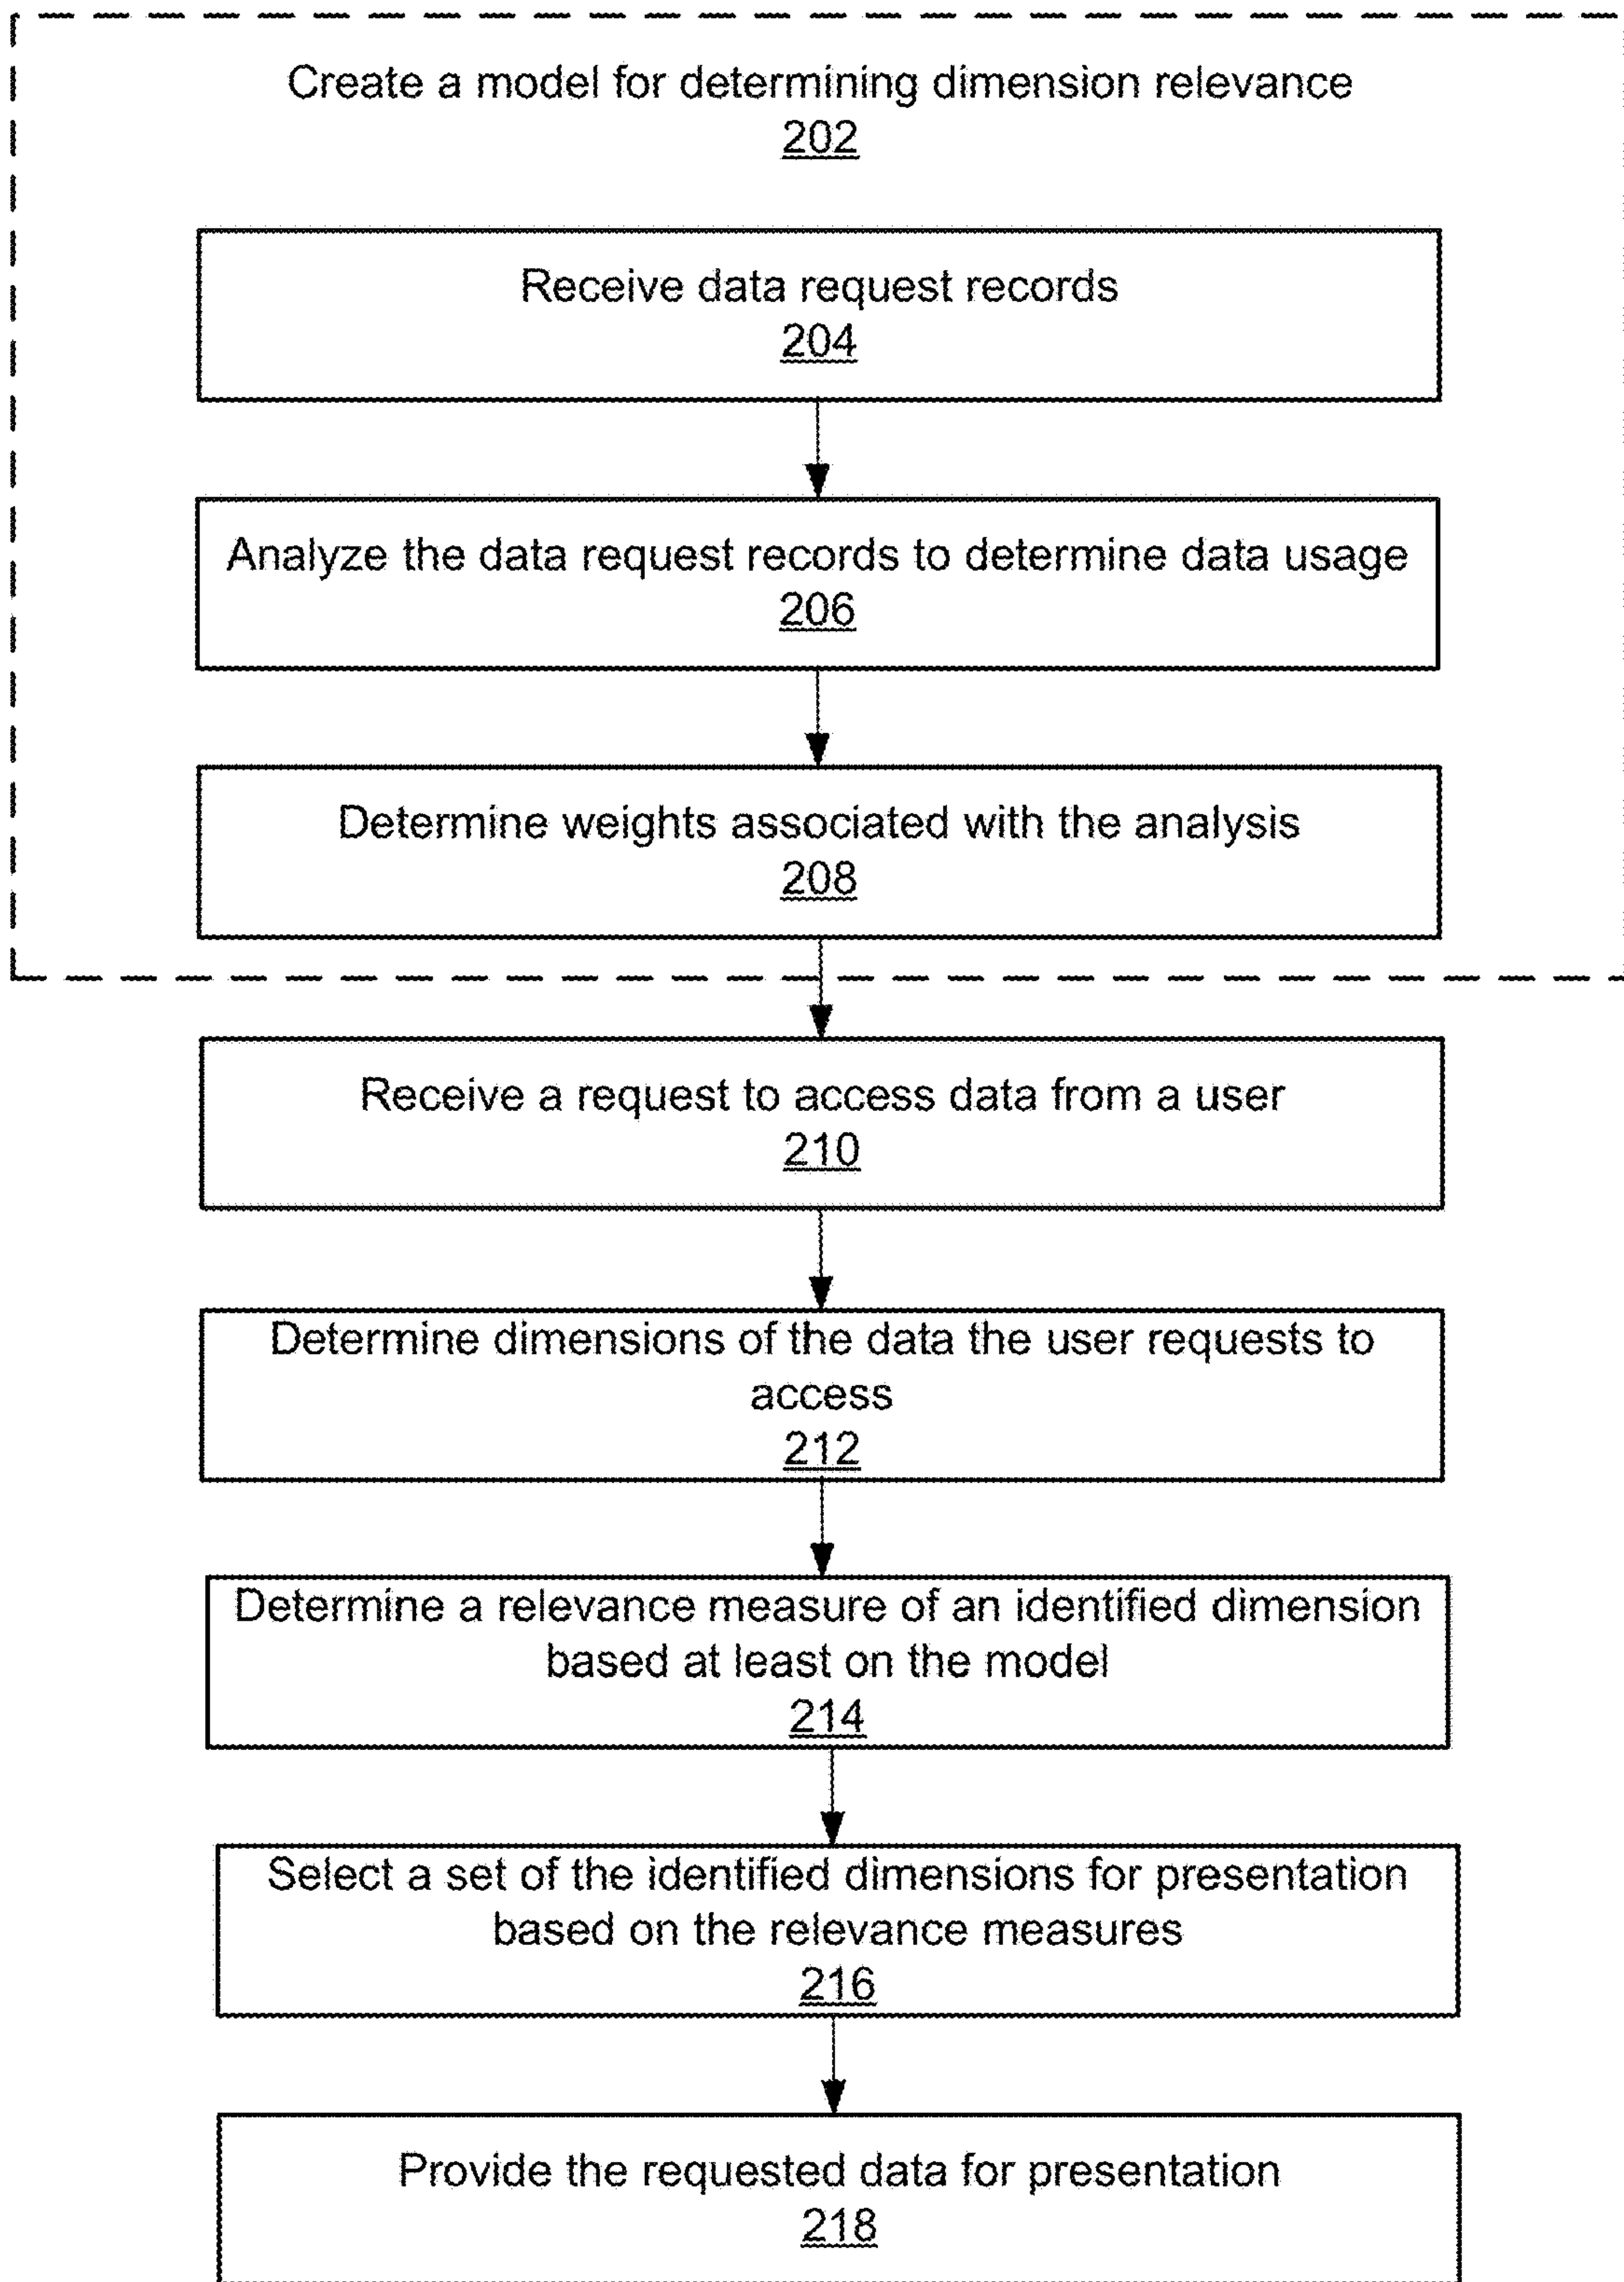 Create a model for determining dimension relevance
202
Receive data request records
204
Analyze the data request records to determine data usage
206
Determine weights associated with the analysis
208
Receive a request to access data from a user
210
Determine dimensions of the data the user requests to
access
212
Determine a relevance measure of an identified dimension
based at least on the model
214
Select a set of the identified dimensions for presentation
based on the relevance measures
216
Provide the requested data for presentation
218